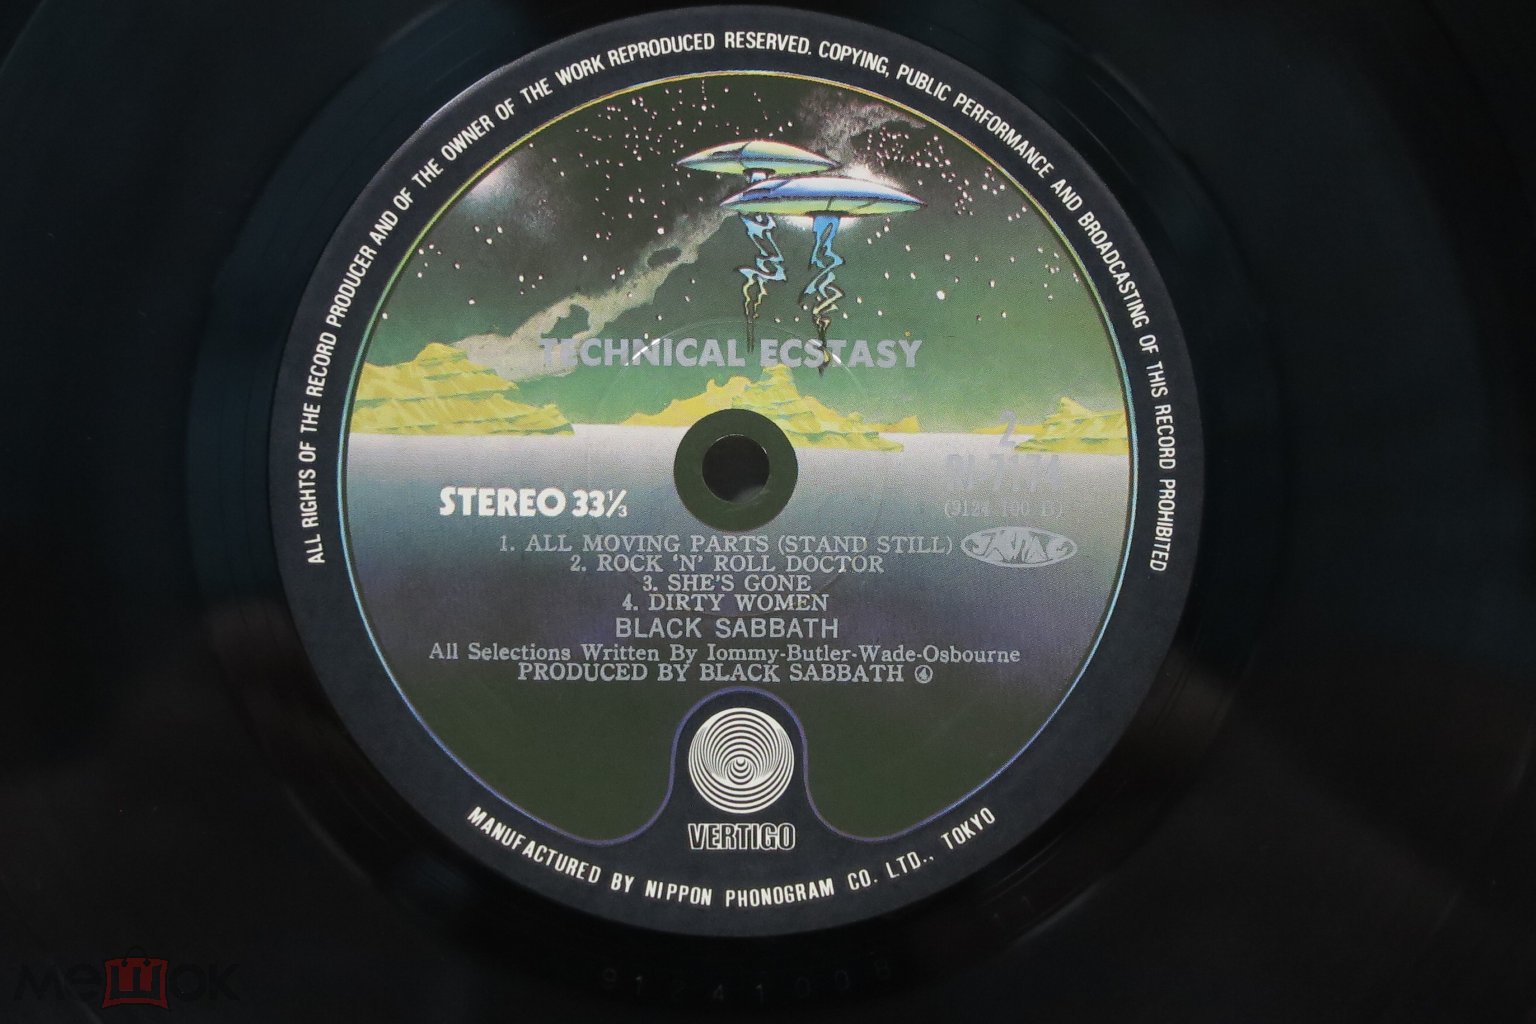 ALL RIGHTS OF THE RECORD PRODUCER AND OF THE OWNER OF THE WORK REPRODUCED RESERVED. COPYING, PUBLIC PERFORMANCE AND BROADCASTING OF THIS RECORD PROHIBITED
TECHNICAL ECSTASY
2
STEREO 33⅓
1. ALL MOVING PARTS (STAND STILL)
2. ROCK 'N' ROLL DOCTOR
3. SHE'S GONE
4. DIRTY WOMEN
BLACK SABBATH
All Selections Written By Iommy-Butler-Wade-Osbourne
PRODUCED BY BLACK SABBATH ④
VERTIGO
MANUFACTURED BY NIPPON PHONOGRAM CO. LTD., TOKYO
мешок